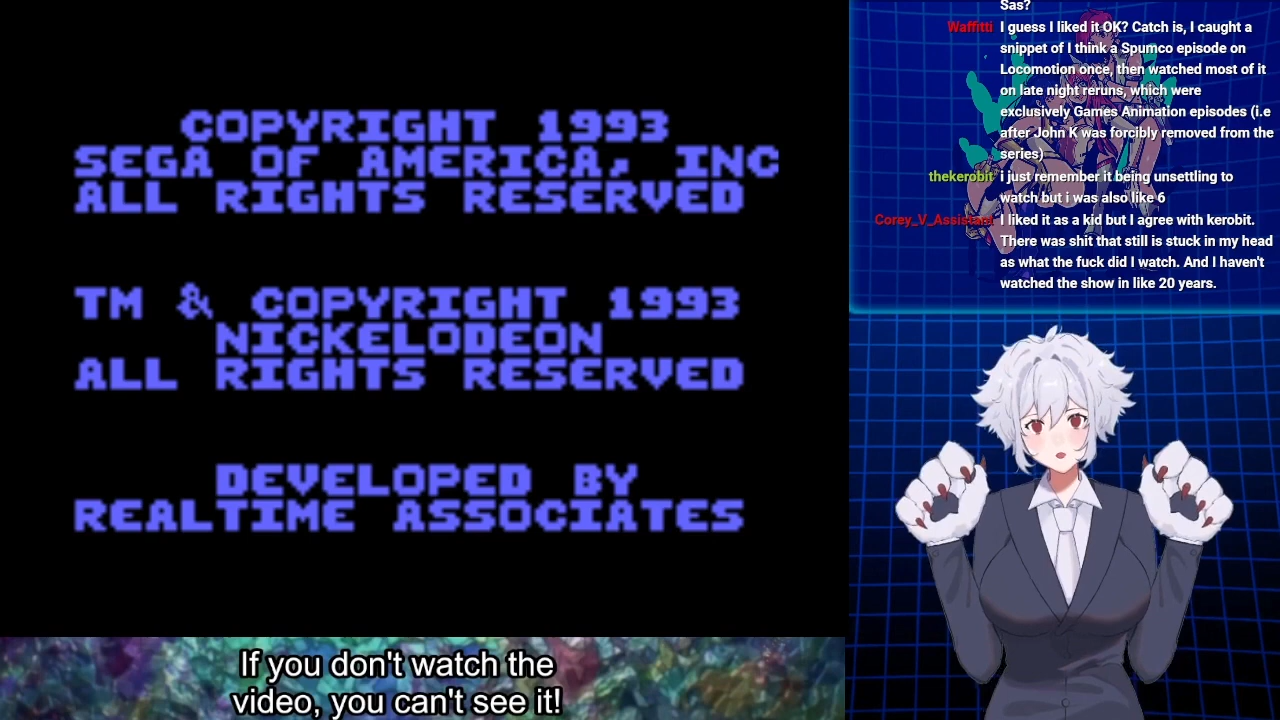 COPYRIGHT 1993
SEGA OF AMERICA, INC
ALL RIGHTS RESERVED
TM & COPYRIGHT 1993
NICKELODEON
ALL RIGHTS RESERVED
DEVELOPED BY
REALTIME ASSOCIATES
If you don't watch the
video, you can't see it!
Sas?
Waffitti I guess I liked it OK? Catch is, I caught a
snippet of I think a Spumco episode on
Locomotion once, then watched most of it
on late night reruns, which were
exclusively Games Animation episodes (i.e
after John K was forcibly removed from the
series)
thekerobit i just remember it being unsettling to
watch but i was also like 6
Corey_V_Assistant I liked it as a kid but I agree with kerobit.
There was shit that still is stuck in my head
as what the fuck did I watch. And I haven't
watched the show in like 20 years.